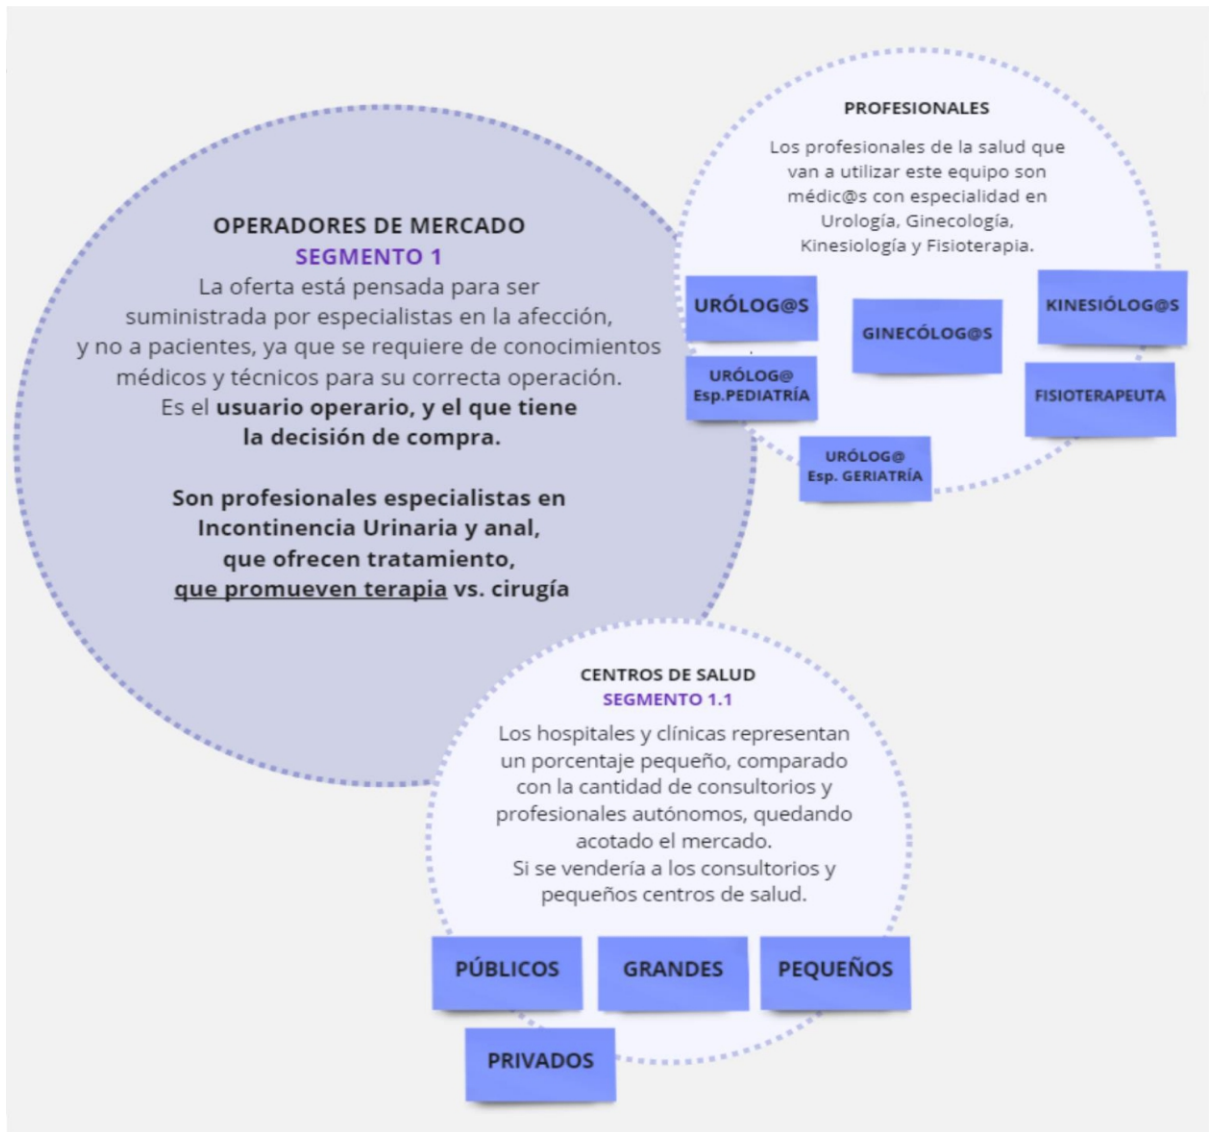 OPERADORES DE MERCADO
SEGMENTO 1
La oferta está pensada para ser
suministrada por especialistas en la afección,
y no a pacientes, ya que se requiere de conocimientos
médicos y técnicos para su correcta operación.
Es el usuario operario, y el que tiene
la decisión de compra.
Son profesionales especialistas en
Incontinencia Urinaria y anal,
que ofrecen tratamiento,
que promueven terapia vs. cirugía
PROFESIONALES
Los profesionales de la salud que
van a utilizar este equipo son
médic@s con especialidad en
Urología, Ginecología,
Kinesiología y Fisioterapia.
URÓLOG@S
GINECÓLOG@S
KINESIÓLOG@S
URÓLOG@
Esp.PEDIATRÍA
FISIOTERAPEUTA
URÓLOG@
Esp. GERIATRÍA
CENTROS DE SALUD
SEGMENTO 1.1
Los hospitales y clínicas representan
un porcentaje pequeño, comparado
con la cantidad de consultorios y
profesionales autónomos, quedando
acotado el mercado.
Si se vendería a los consultorios y
pequeños centros de salud.
PÚBLICOS
GRANDES
PEQUEÑOS
PRIVADOS